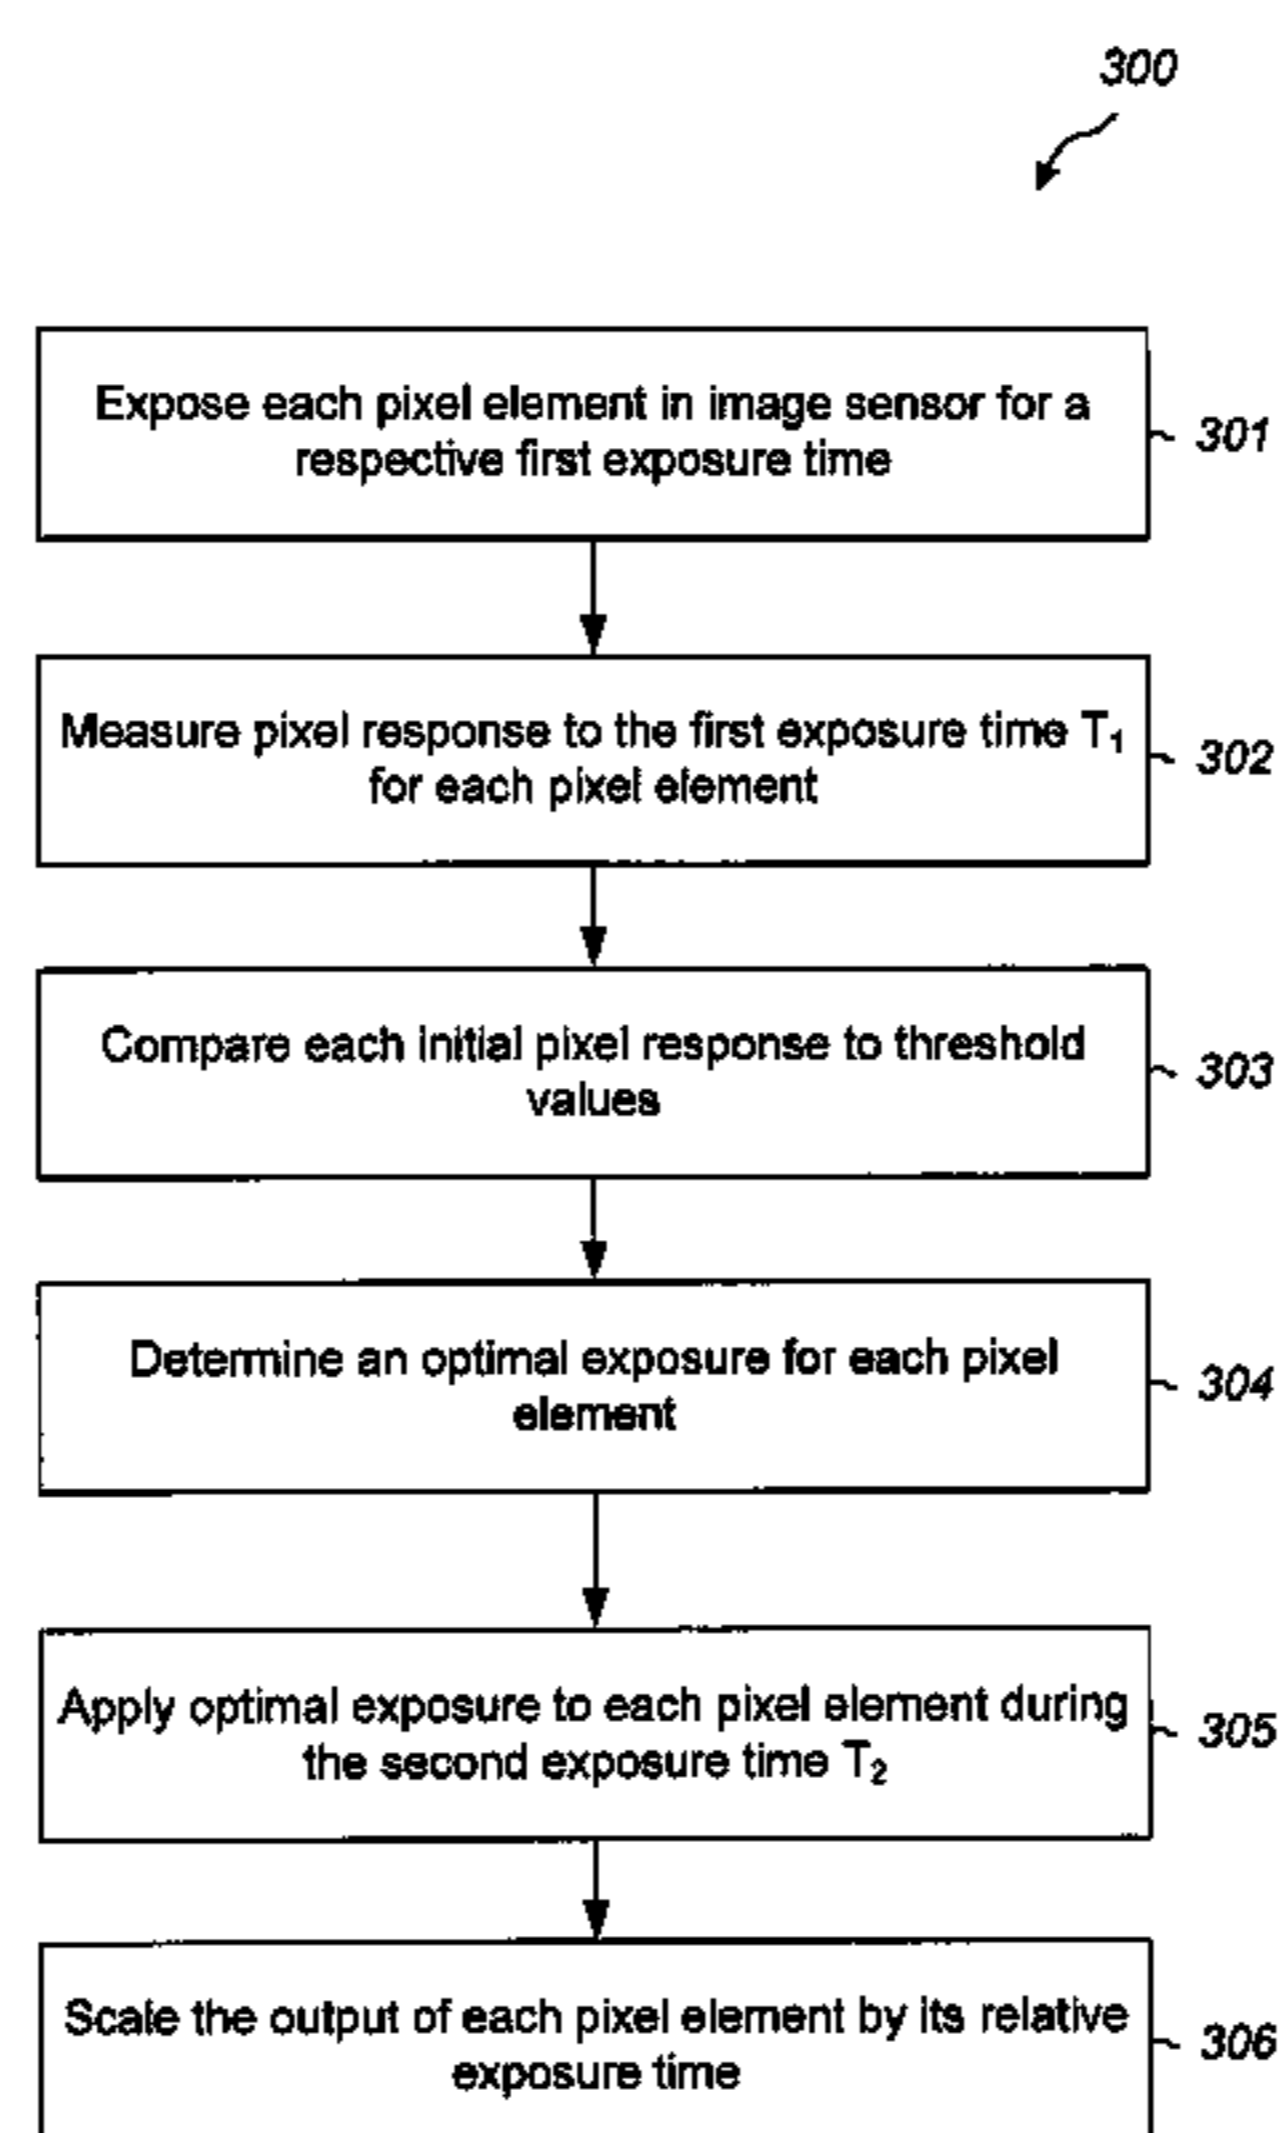 300
Expose each pixel element in image sensor for a
respective first exposure time
301
Measure pixel response to the first exposure time T₁
for each pixel element
302
Compare each initial pixel response to threshold
values
303
Determine an optimal exposure for each pixel
element
304
Apply optimal exposure to each pixel element during
the second exposure time T₂
305
Scale the output of each pixel element by its relative
exposure time
306